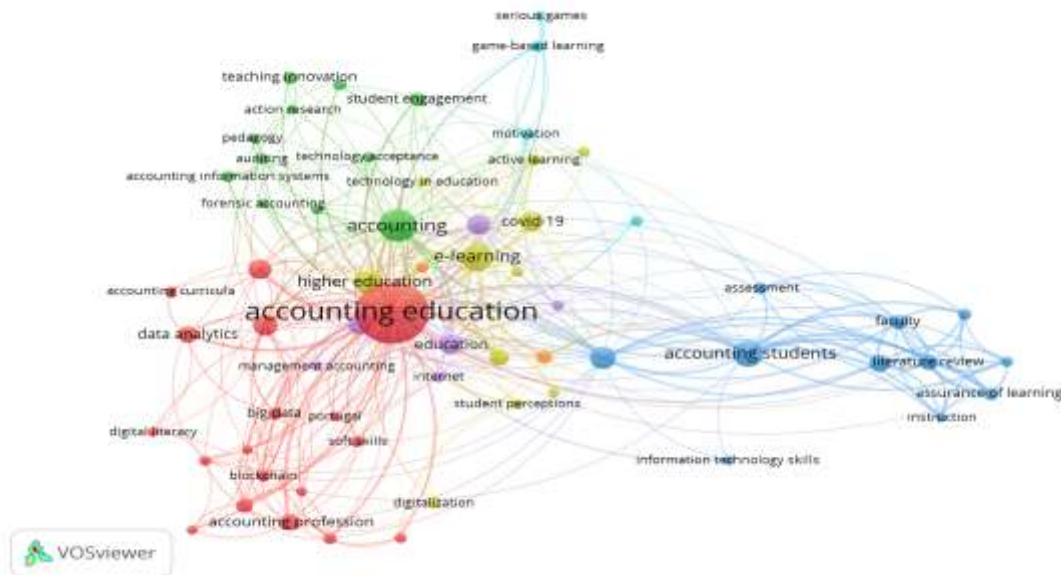 serious games
game-based learning
teaching innovation
student engagement
action research
motivation
pedagogy
auditing
technology acceptance
active learning
accounting information systems
technology in education
forensic accounting
accounting
covid-19
e-learning
higher education
accounting curricula
assessment
accounting education
faculty
data analytics
education
accounting students
management accounting
literature review
internet
assurance of learning
student perceptions
big data
portugal
instruction
digital literacy
soft skills
blockchain
information technology skills
digitalization
accounting profession
VOSviewer